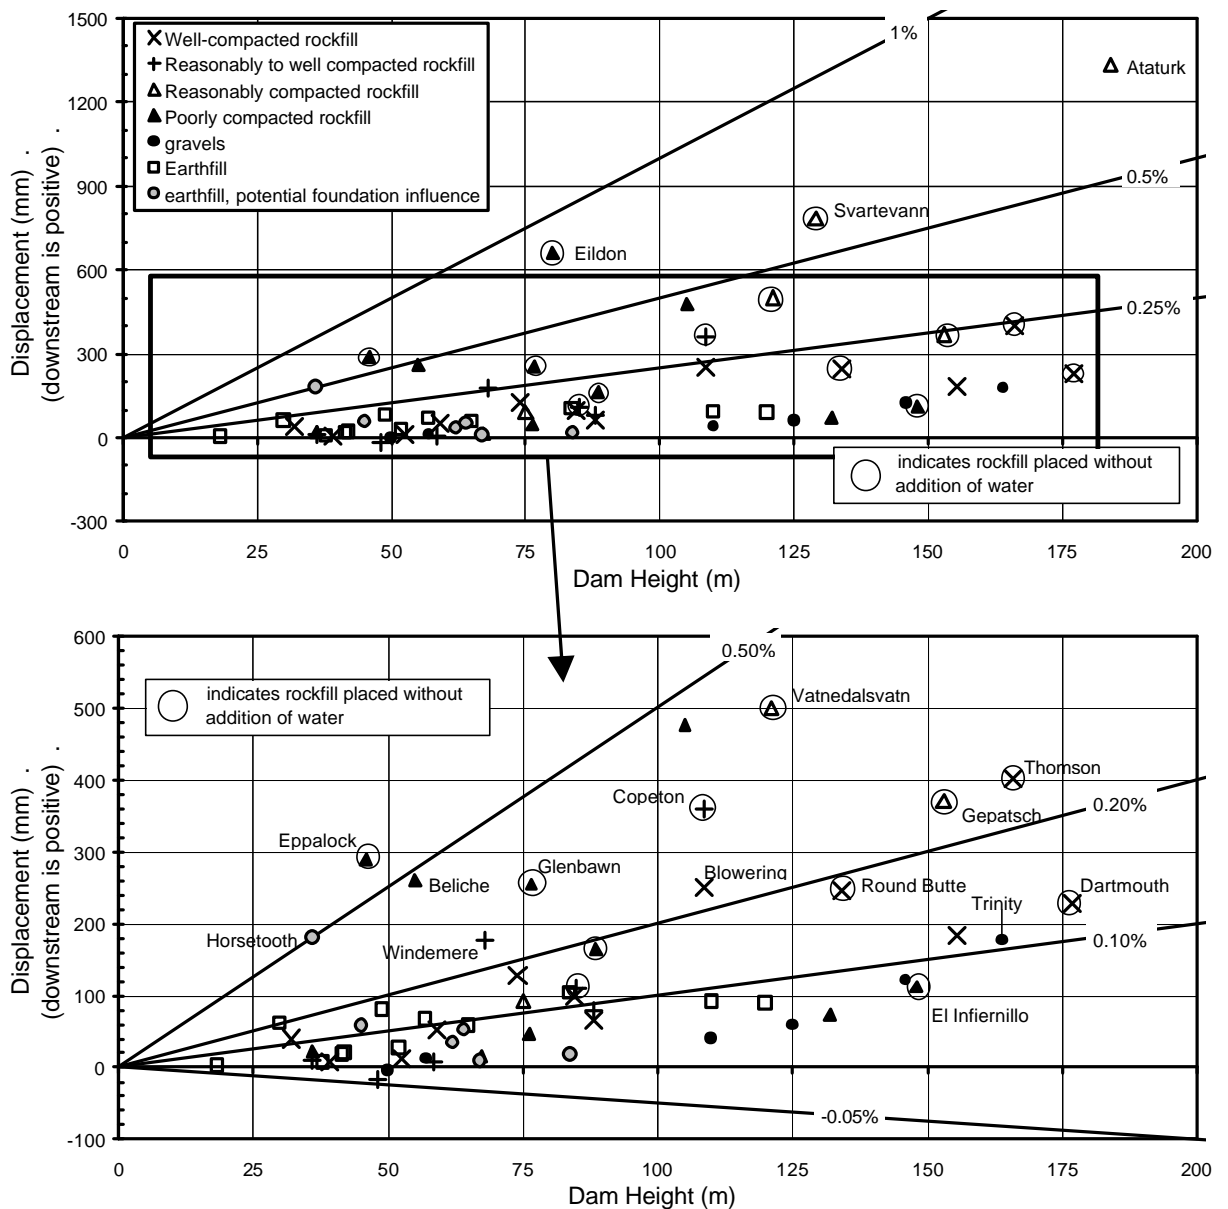 Displacement (mm) .
(downstream is positive) .
1500
1200
900
600
300
0
-300
Well-compacted rockfill
Reasonably to well compacted rockfill
Reasonably compacted rockfill
Poorly compacted rockfill
gravels
Earthfill
earthfill, potential foundation influence
1%
Ataturk
0.5%
Svartevann
Eildon
0.25%
indicates rockfill placed without
addition of water
0 25 50 75 100 125 150 175 200
Dam Height (m)
Displacement (mm) .
(downstream is positive) .
600
500
400
300
200
100
0
-100
indicates rockfill placed without
addition of water
0.50%
Vatnedalsvatn
Thomson
Copeton
0.20%
Gepatsch
Eppalock
Glenbawn
Beliche
Blowering
Round Butte
Dartmouth
Trinity
Horsetooth
Windemere
0.10%
El Infiernillo
-0.05%
0 25 50 75 100 125 150 175 200
Dam Height (m)